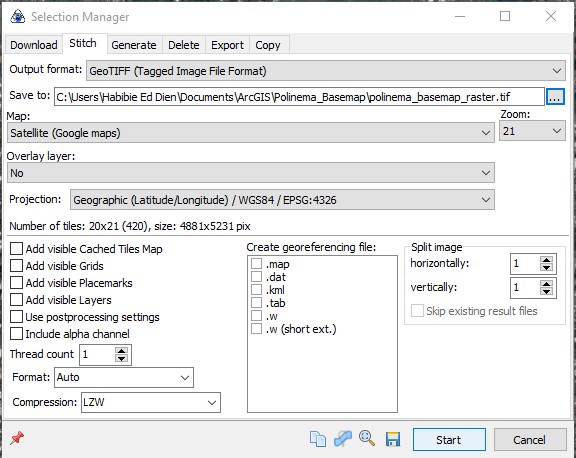 Selection Manager
Download Stitch Generate Delete Export Copy
Output format: GeoTIFF (Tagged Image File Format)
Save to: C:\Users\Habibie Ed Dien\Documents\ArcGIS\Polinema_Basemap\polinema_basemap_raster.tif ...
Map: Zoom:
Satellite (Google maps) 21
Overlay layer:
No
Projection: Geographic (Latitude/Longitude) / WGS84 / EPSG:4326
Number of tiles: 20x21 (420), size: 4881x5231 pix
Add visible Cached Tiles Map
Add visible Grids
Add visible Placemarks
Add visible Layers
Use postprocessing settings
Include alpha channel
Thread count 1
Format: Auto
Compression: LZW
Create georeferencing file:
.map
.dat
.kml
.tab
.w
.w (short ext.)
Split image
horizontally: 1
vertically: 1
Skip existing result files
Start Cancel